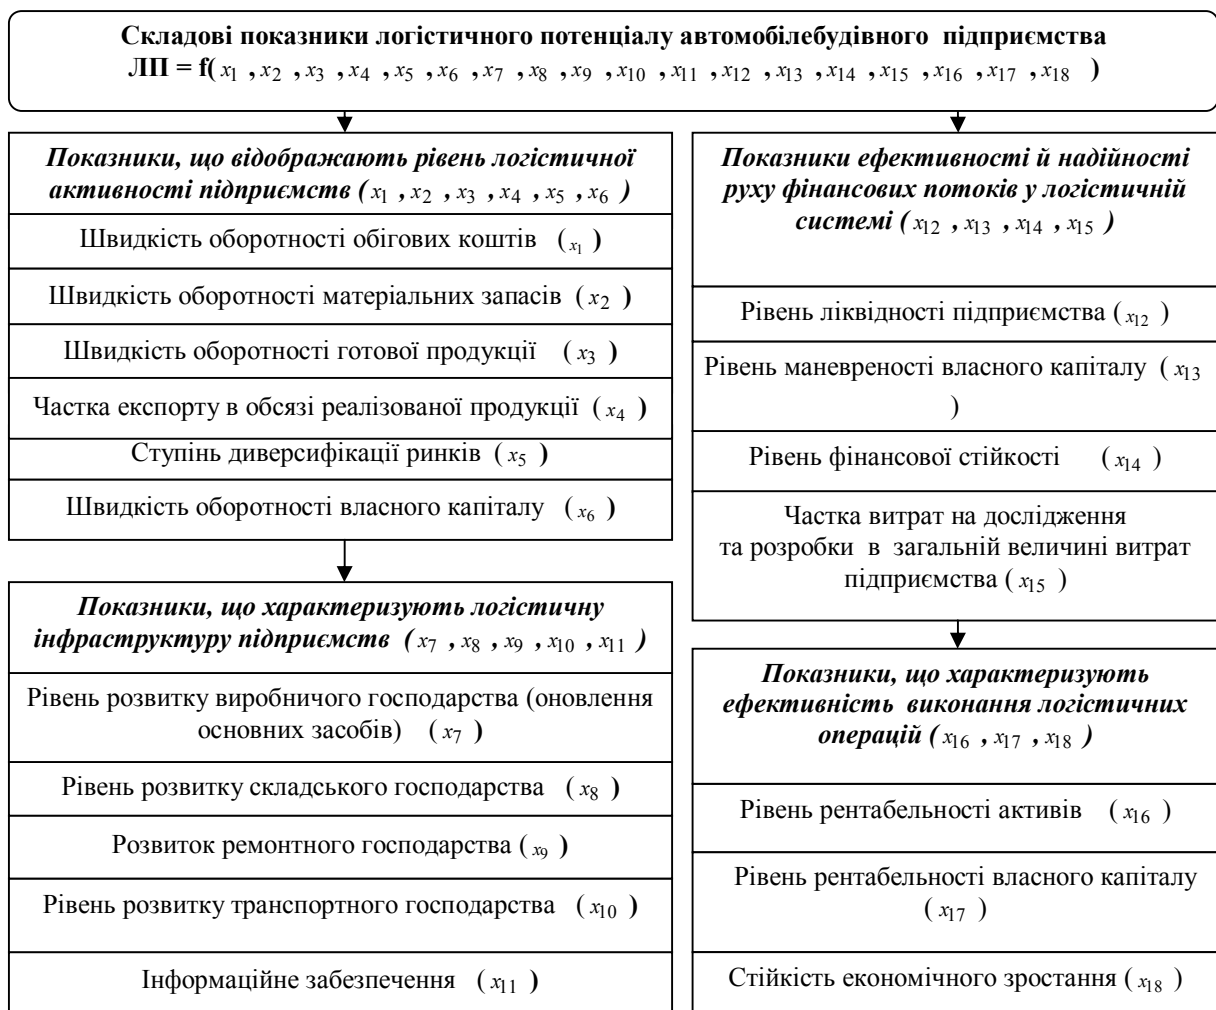 Складові показники логістичного потенціалу автомобілебудівного підприємства
ЛП = f( x1 , x2 , x3 , x4 , x5 , x6 , x7 , x8 , x9 , x10 , x11 , x12 , x13 , x14 , x15 , x16 , x17 , x18 )
Показники, що відображають рівень логістичної
активності підприємств ( x1 , x2 , x3 , x4 , x5 , x6 )
Швидкість оборотності обігових коштів ( x1 )
Швидкість оборотності матеріальних запасів ( x2 )
Швидкість оборотності готової продукції ( x3 )
Частка експорту в обсязі реалізованої продукції ( x4 )
Ступінь диверсифікації ринків ( x5 )
Швидкість оборотності власного капіталу ( x6 )
Показники, що характеризують логістичну
інфраструктуру підприємств ( x7 , x8 , x9 , x10 , x11 )
Рівень розвитку виробничого господарства (оновлення
основних засобів) ( x7 )
Рівень розвитку складського господарства ( x8 )
Розвиток ремонтного господарства ( x9 )
Рівень розвитку транспортного господарства ( x10 )
Інформаційне забезпечення ( x11 )
Показники ефективності й надійності
руху фінансових потоків у логістичній
системі ( x12 , x13 , x14 , x15 )
Рівень ліквідності підприємства ( x12 )
Рівень маневреності власного капіталу ( x13
)
Рівень фінансової стійкості ( x14 )
Частка витрат на дослідження
та розробки в загальній величині витрат
підприємства ( x15 )
Показники, що характеризують
ефективність виконання логістичних
операцій ( x16 , x17 , x18 )
Рівень рентабельності активів ( x16 )
Рівень рентабельності власного капіталу
( x17 )
Стійкість економічного зростання ( x18 )